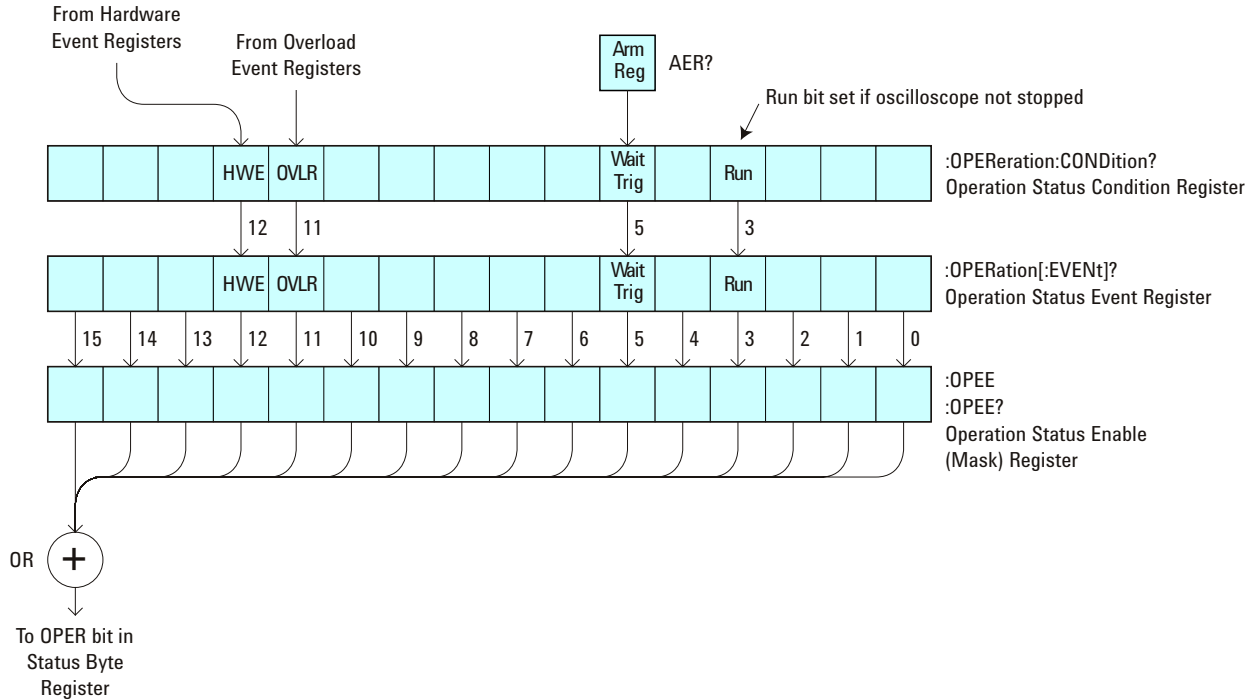 From Hardware
Event Registers
From Overload
Event Registers
Arm
Reg
AER?
Run bit set if oscilloscope not stopped
HWE
OVLR
Wait
Trig
Run
:OPEReration:CONDition?
Operation Status Condition Register
12
11
5
3
HWE
OVLR
Wait
Trig
Run
:OPERation[:EVENt]?
Operation Status Event Register
15
14
13
12
11
10
9
8
7
6
5
4
3
2
1
0
:OPEE
:OPEE?
Operation Status Enable
(Mask) Register
OR
+
To OPER bit in
Status Byte
Register